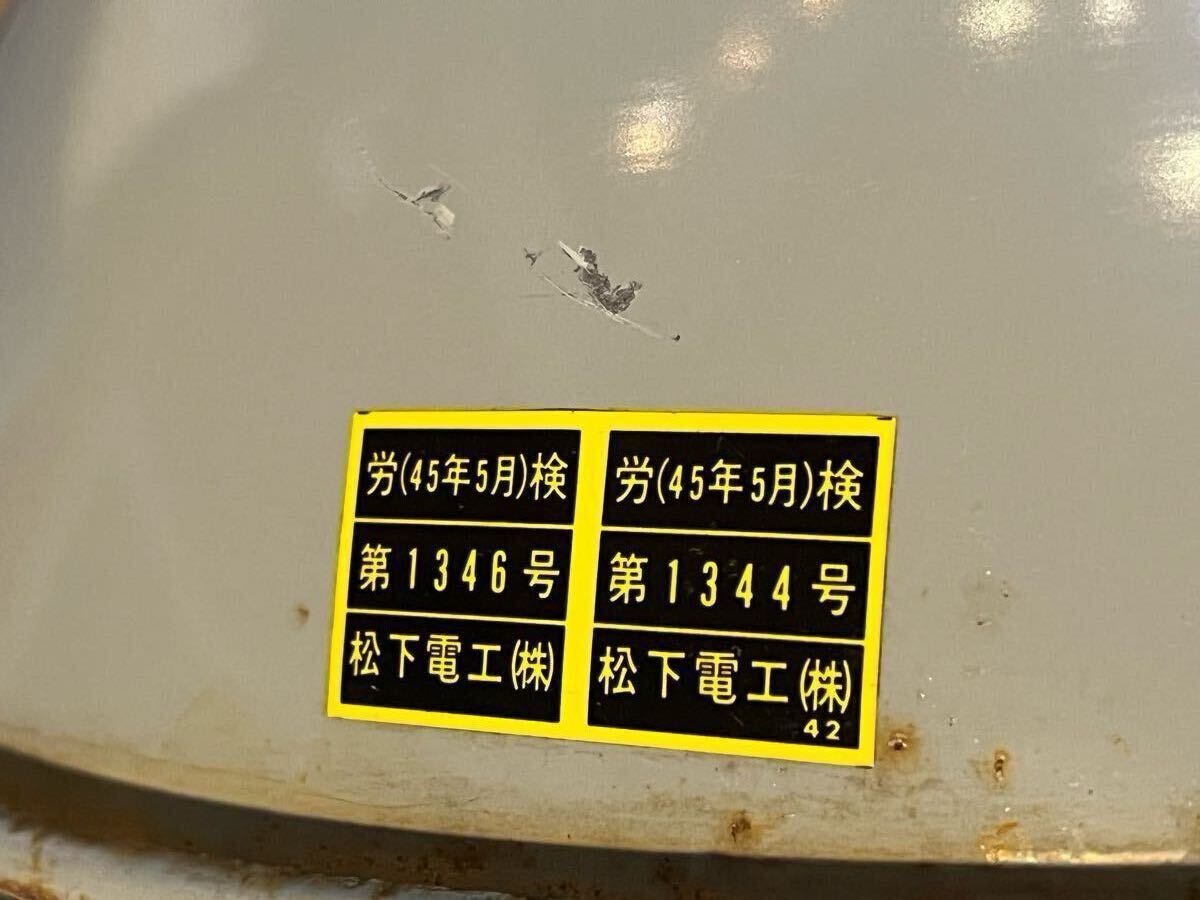 労(45年5月)検
第1346号
松下電工(株)
労(45年5月)検
第1344号
松下電工(株)
42